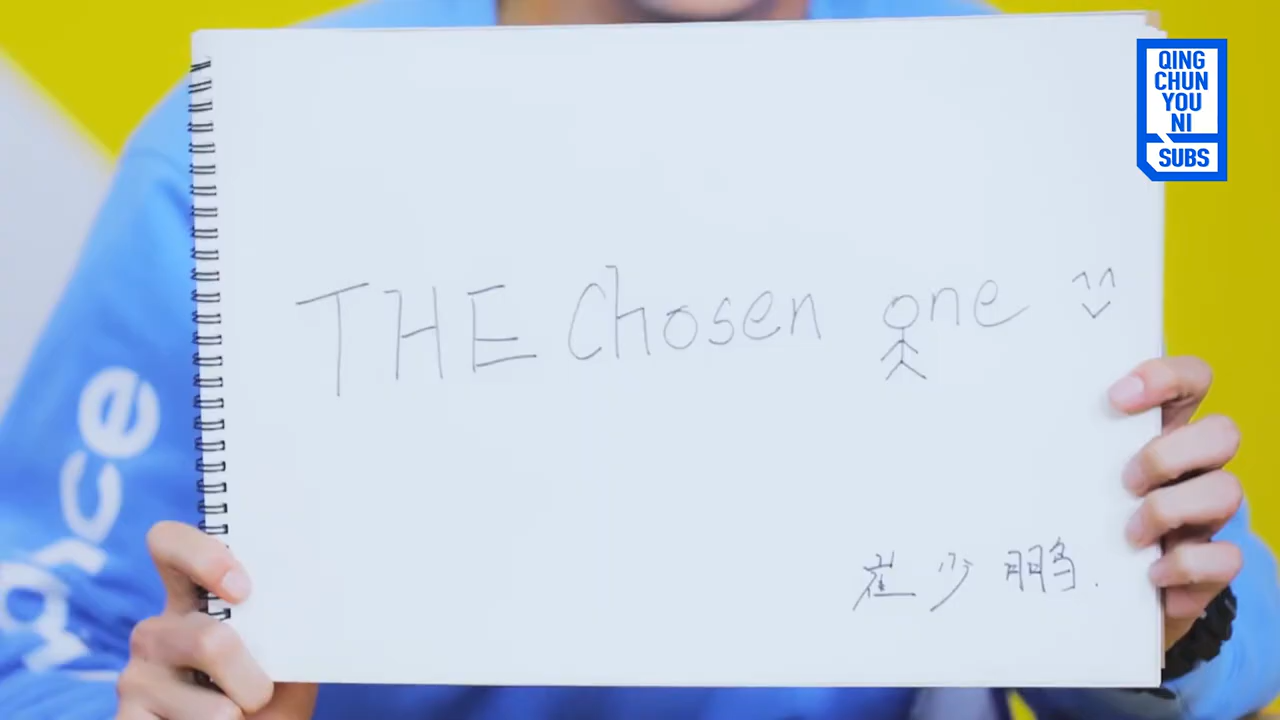 QING
CHUN
YOU
NI
SUBS
THE Chosen one
崔少鹏.